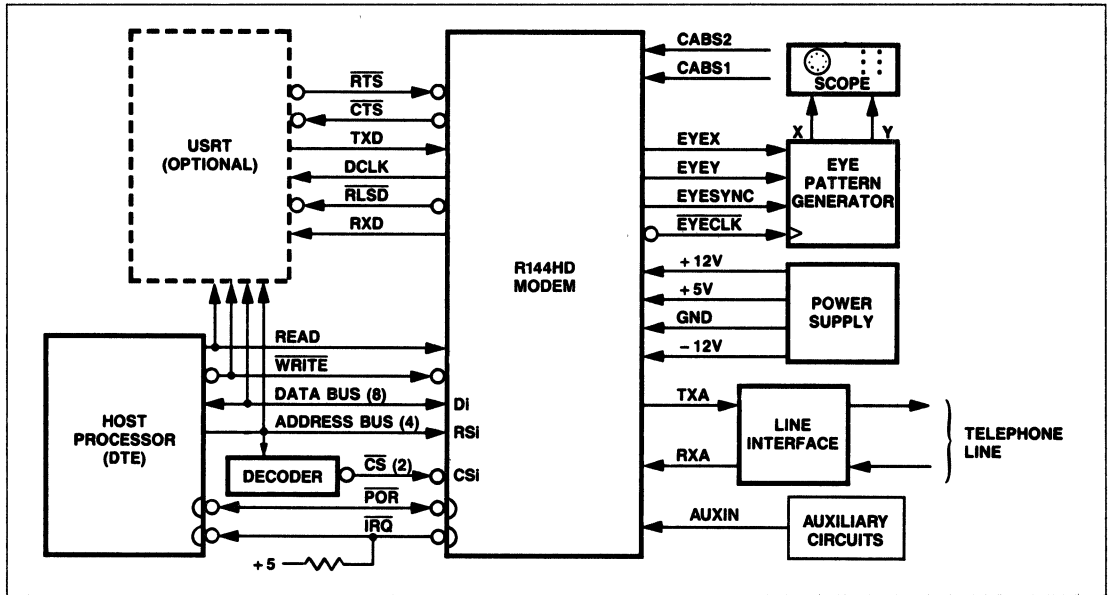 USRT
(OPTIONAL)
RTS
CTS
TXD
DCLK
RLSD
RXD
READ
WRITE
DATA BUS (8)
ADDRESS BUS (4)
HOST
PROCESSOR
(DTE)
DECODER
CS (2)
POR
IRQ
+5
Di
RSi
CSi
R144HD
MODEM
CABS2
CABS1
SCOPE
X
Y
EYEX
EYEY
EYESYNC
EYECLK
EYE
PATTERN
GENERATOR
+12V
+5V
GND
-12V
POWER
SUPPLY
TXA
RXA
LINE
INTERFACE
TELEPHONE
LINE
AUXIN
AUXILIARY
CIRCUITS